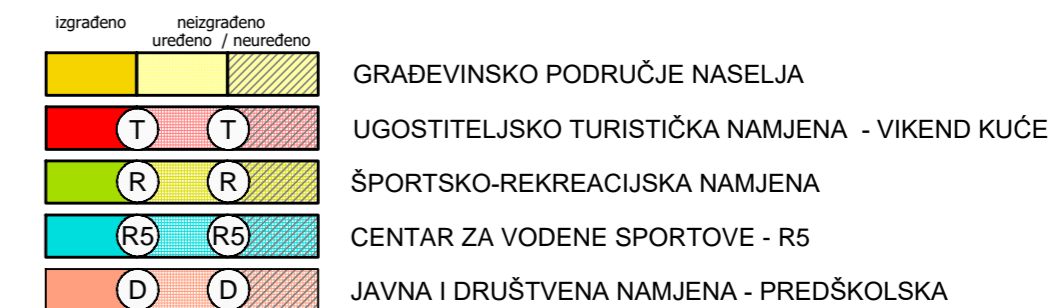 izgrađeno neizgrađeno
uređeno / neuređeno
GRAĐEVINSKO PODRUČJE NASELJA
T T UGOSTITELJSKO TURISTIČKA NAMJENA - VIKEND KUĆE
R R ŠPORTSKO-REKREACIJSKA NAMJENA
R5 R5 CENTAR ZA VODENE SPORTOVE - R5
D D JAVNA I DRUŠTVENA NAMJENA - PREDŠKOLSKA